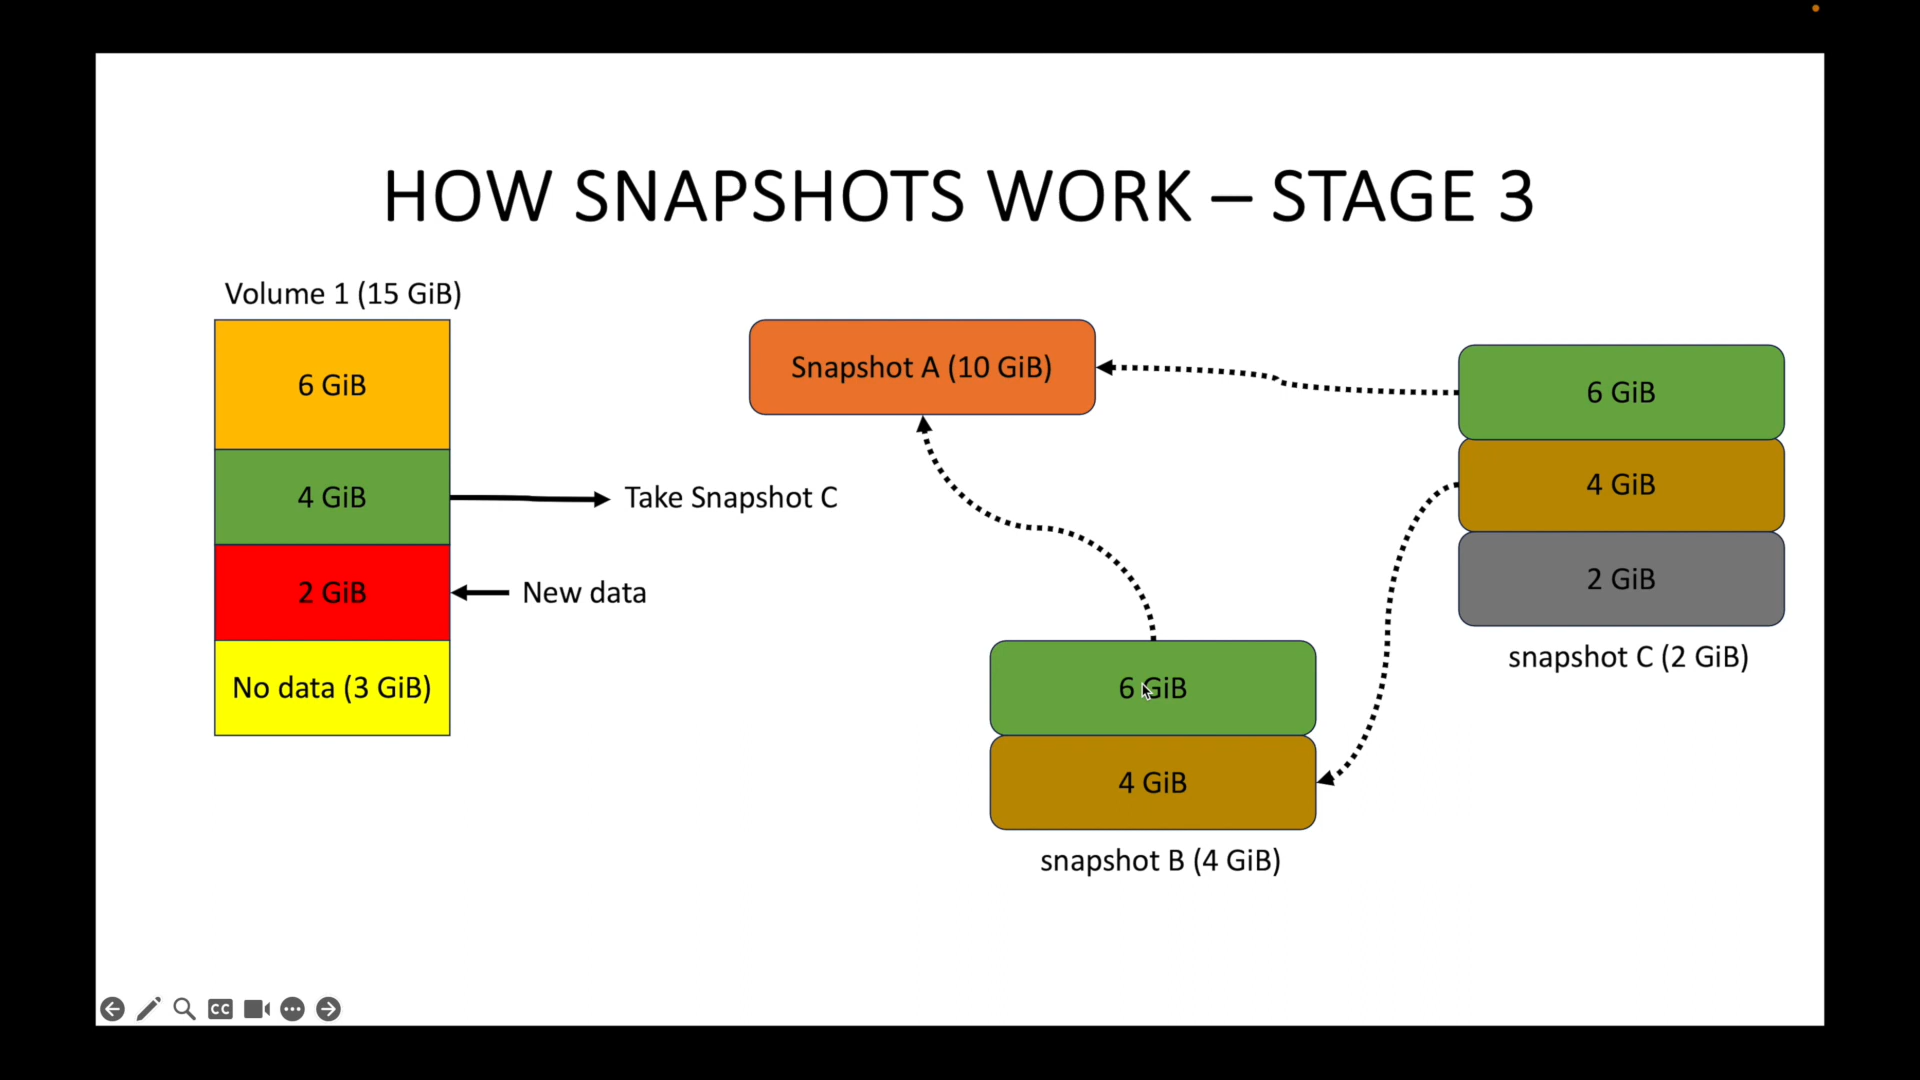 HOW SNAPSHOTS WORK – STAGE 3
Volume 1 (15 GiB)
6 GiB
4 GiB
2 GiB
No data (3 GiB)
Take Snapshot C
New data
Snapshot A (10 GiB)
6 GiB
4 GiB
snapshot B (4 GiB)
6 GiB
4 GiB
2 GiB
snapshot C (2 GiB)
CC